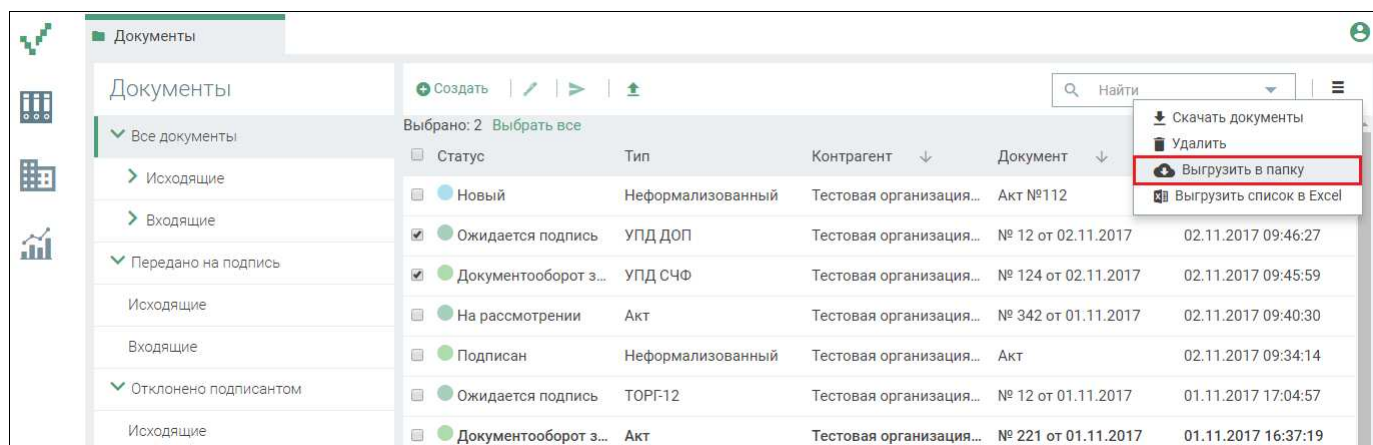 Документы
Документы
Все документы
Исходящие
Входящие
Передано на подпись
Исходящие
Входящие
Отклонено подписантом
Исходящие
Создать
Найти
Выбрано: 2 Выбрать все
Скачать документы
Удалить
Выгрузить в папку
Выгрузить список в Excel
Статус Тип Контрагент Документ
Новый Неформализованный Тестовая организация... Акт №112
Ожидается подпись УПД ДОП Тестовая организация... № 12 от 02.11.2017 02.11.2017 09:46:27
Документооборот з... УПД СЧФ Тестовая организация... № 124 от 02.11.2017 02.11.2017 09:45:59
На рассмотрении Акт Тестовая организация... № 342 от 01.11.2017 02.11.2017 09:40:30
Подписан Неформализованный Тестовая организация... Акт 02.11.2017 09:34:14
Ожидается подпись ТОРГ-12 Тестовая организация... № 12 от 01.11.2017 01.11.2017 17:04:57
Документооборот з... Акт Тестовая организация... № 221 от 01.11.2017 01.11.2017 16:37:19